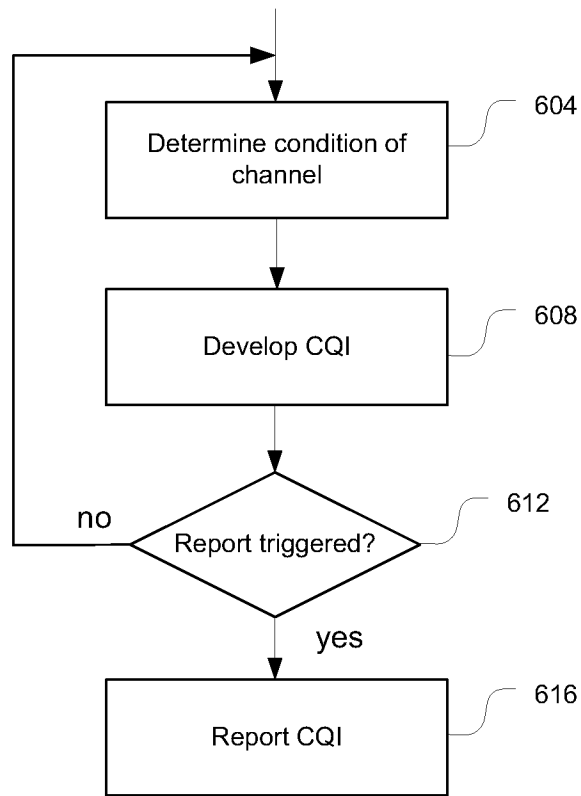 604
Determine condition of
channel
608
Develop CQI
612
no
Report triggered?
yes
616
Report CQI